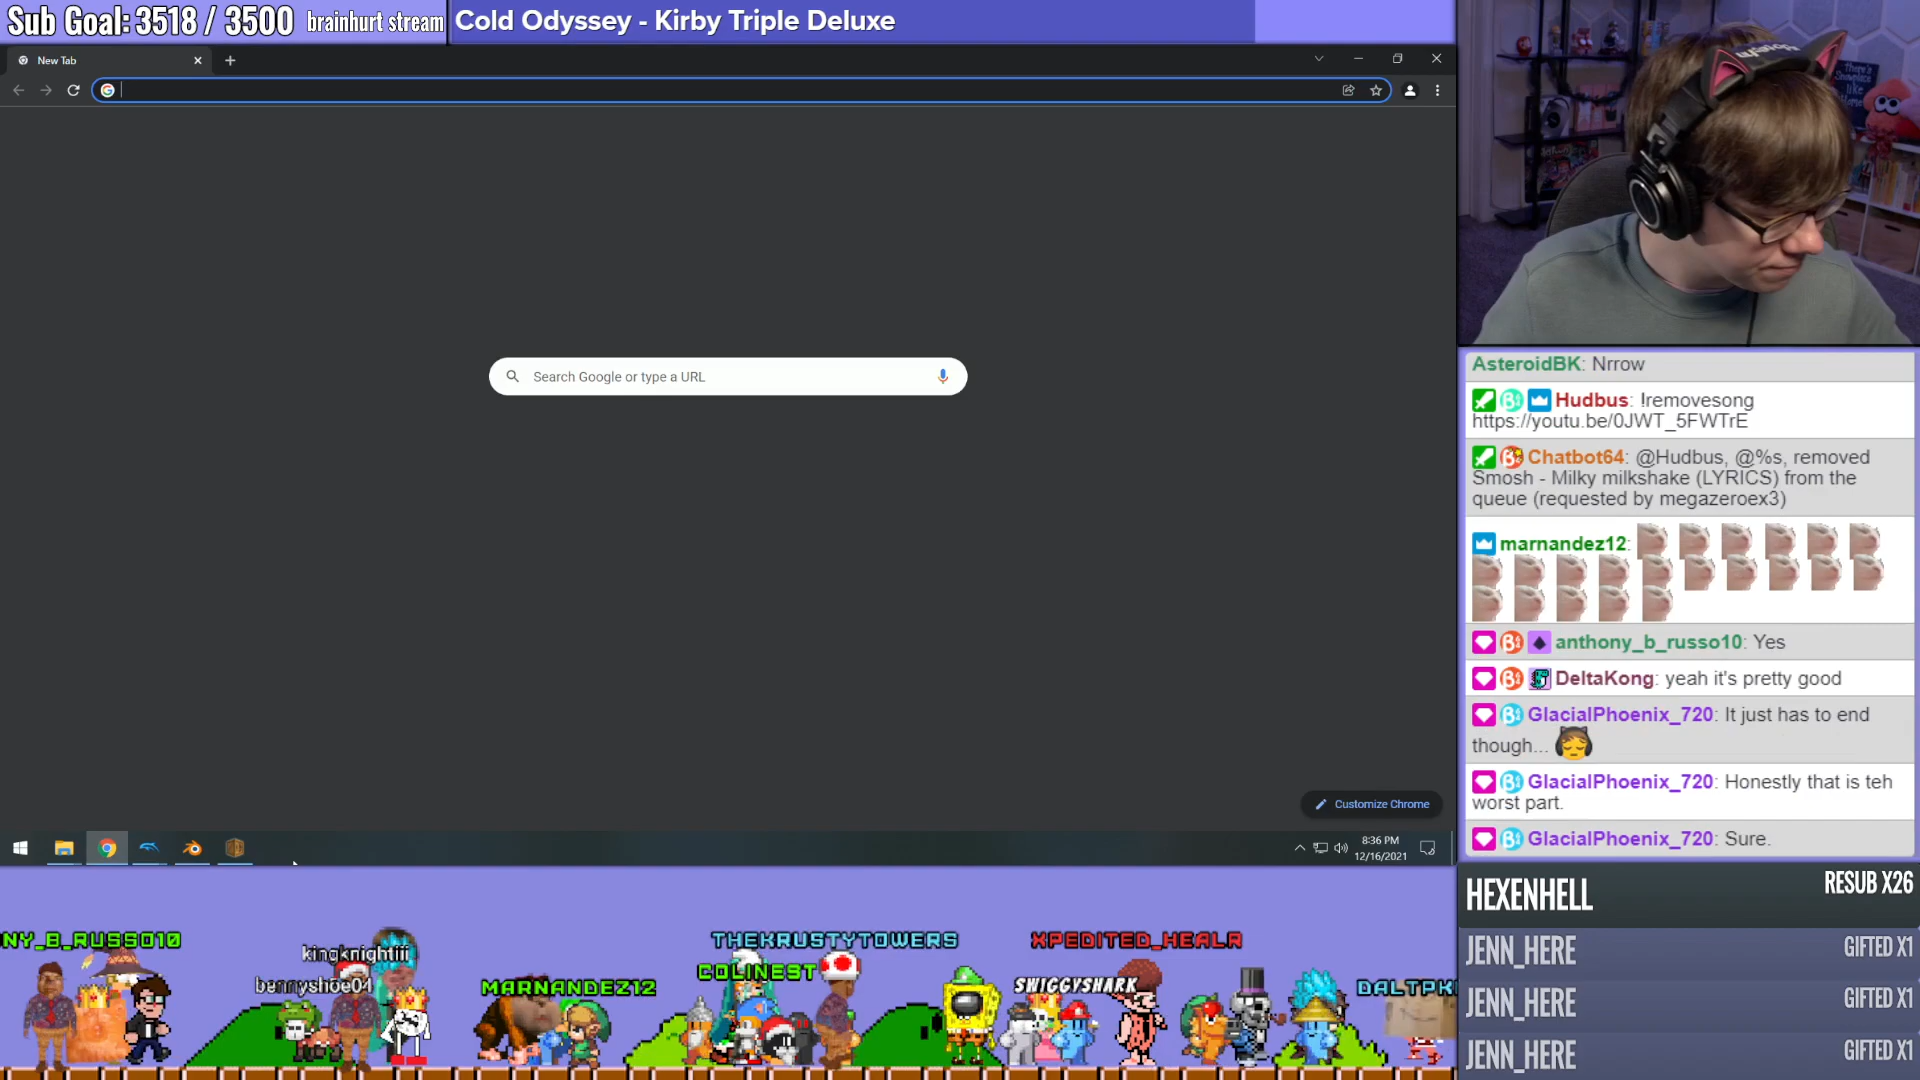 Sub Goal: 3518 / 3500 brainhurt stream
Cold Odyssey - Kirby Triple Deluxe
New Tab
Search Google or type a URL
Customize Chrome
8:36 PM
12/16/2021
AsteroidBK: Nrrow
Hudbus: !removesong
https://youtu.be/0JWT_5FWTrE
Chatbot64: @Hudbus, @%s, removed
Smosh - Milky milkshake (LYRICS) from the
queue (requested by megazeroex3)
marnandez12:
anthony_b_russo10: Yes
DeltaKong: yeah it's pretty good
GlacialPhoenix_720: It just has to end
though...
GlacialPhoenix_720: Honestly that is teh
worst part.
GlacialPhoenix_720: Sure.
HEXENHELL RESUB X26
JENN_HERE GIFTED X1
JENN_HERE GIFTED X1
JENN_HERE GIFTED X1
NY_B_RUSSO10
kingknightiii
bennyshoe04
MARNANDEZ12
THEKRUSTYTOWERS
COLINEST
XPEDITED_HEALR
SWIGGYSHARK
DALTPK